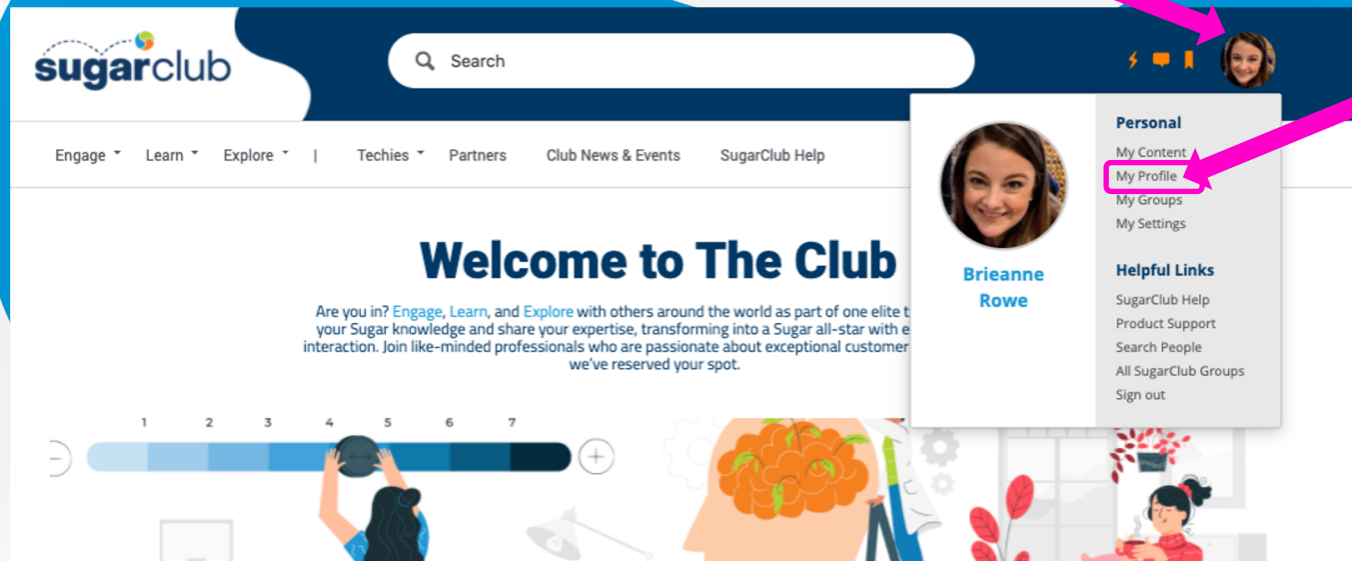 sugarclub
Search
Engage Learn Explore | Techies Partners Club News & Events SugarClub Help
Personal
My Content
My Profile
My Groups
My Settings
Brieanne
Rowe
Helpful Links
SugarClub Help
Product Support
Search People
All SugarClub Groups
Sign out
Welcome to The Club
Are you in? Engage, Learn, and Explore with others around the world as part of one elite
your Sugar knowledge and share your expertise, transforming into a Sugar all-star with
interaction. Join like-minded professionals who are passionate about exceptional customer
we've reserved your spot.
1 2 3 4 5 6 7